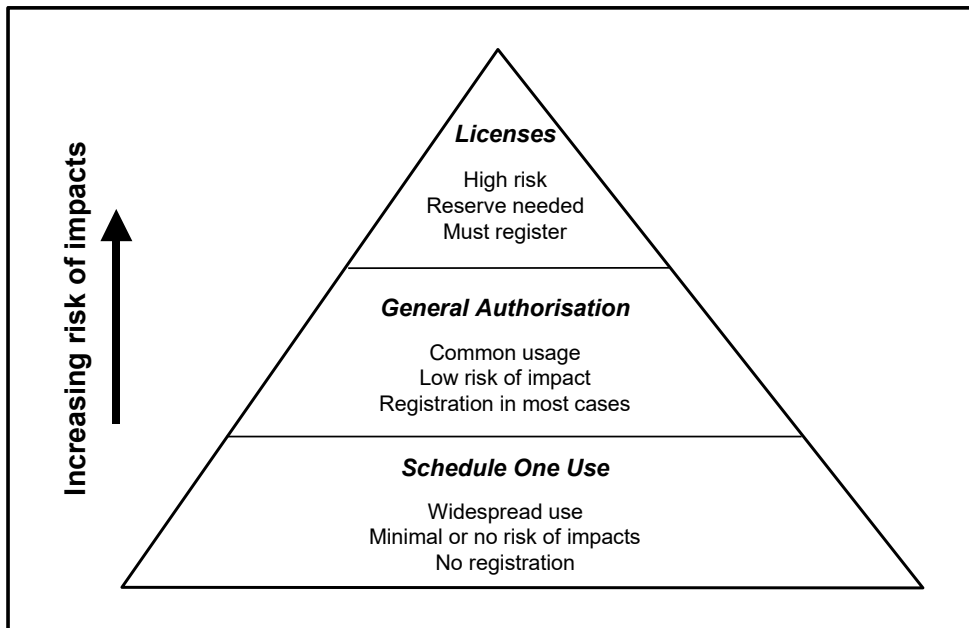 Increasing risk of impacts
Licenses
High risk
Reserve needed
Must register
General Authorisation
Common usage
Low risk of impact
Registration in most cases
Schedule One Use
Widespread use
Minimal or no risk of impacts
No registration